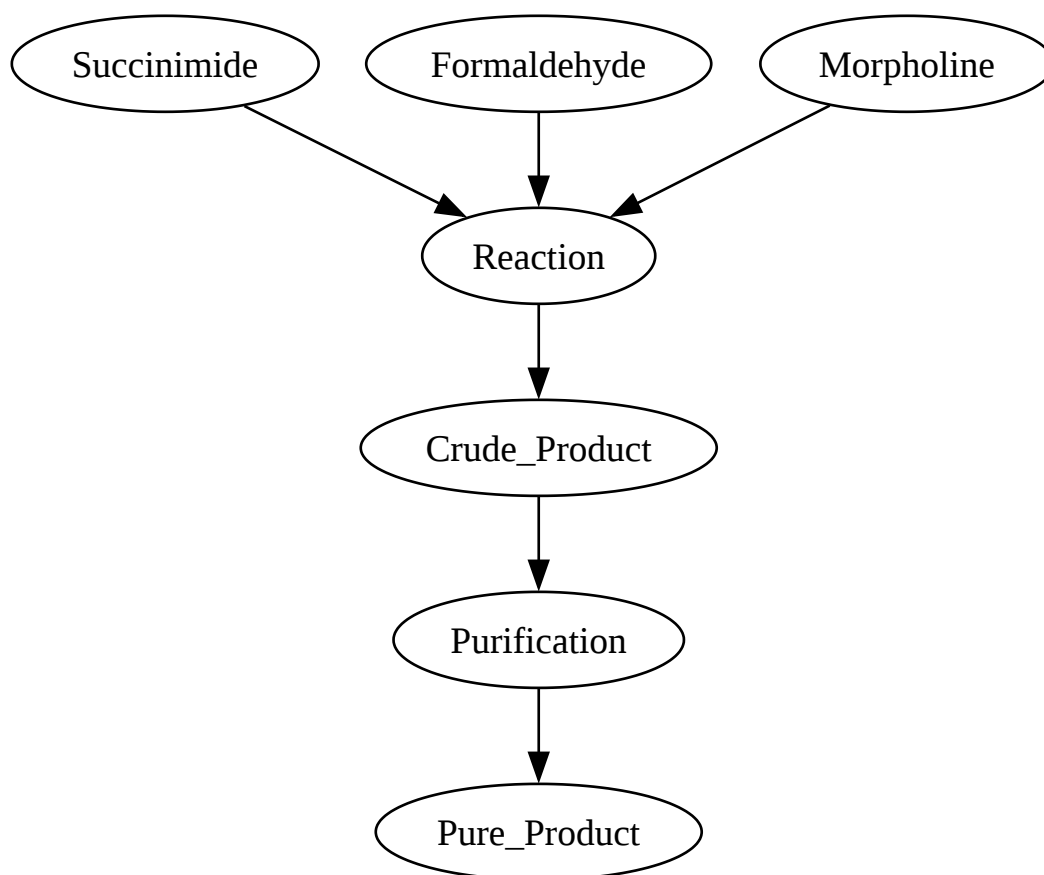 Succinimide
Formaldehyde
Morpholine
Reaction
Crude_Product
Purification
Pure_Product